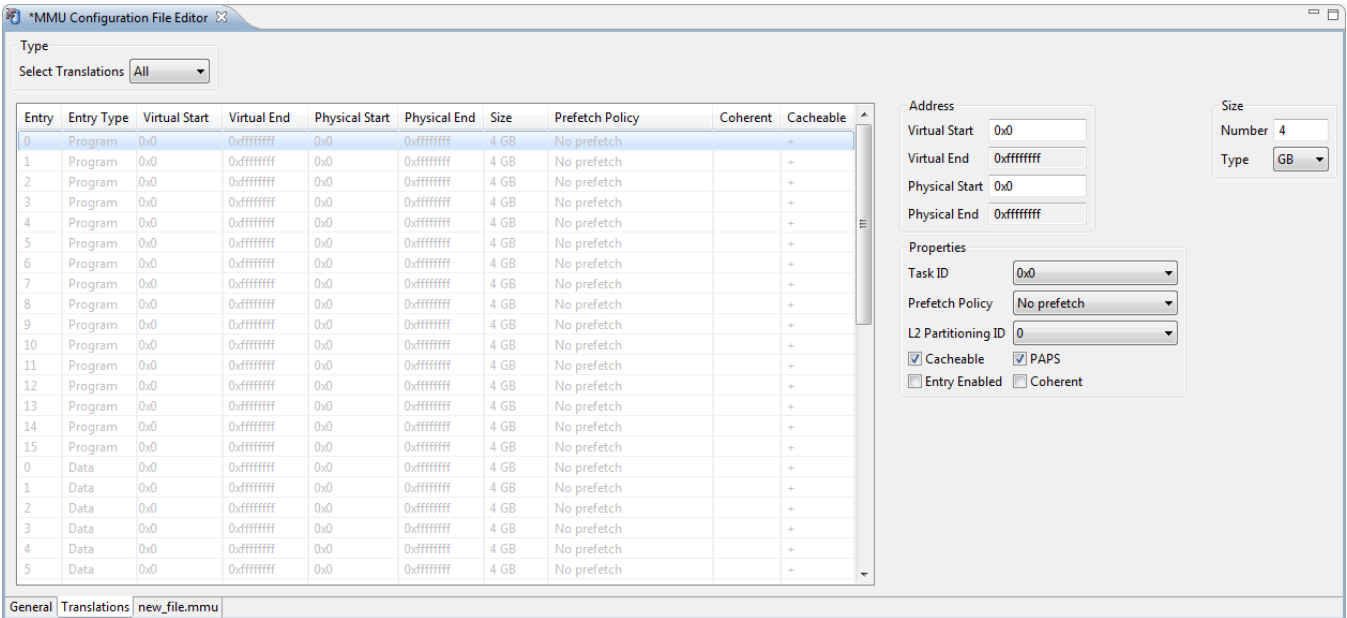 *MMU Configuration File Editor
Type
Select Translations All
Entry Entry Type Virtual Start Virtual End Physical Start Physical End Size Prefetch Policy Coherent Cacheable
0 Program 0x0 0xffffffff 0x0 0xffffffff 4 GB No prefetch +
1 Program 0x0 0xffffffff 0x0 0xffffffff 4 GB No prefetch +
2 Program 0x0 0xffffffff 0x0 0xffffffff 4 GB No prefetch +
3 Program 0x0 0xffffffff 0x0 0xffffffff 4 GB No prefetch +
4 Program 0x0 0xffffffff 0x0 0xffffffff 4 GB No prefetch +
5 Program 0x0 0xffffffff 0x0 0xffffffff 4 GB No prefetch +
6 Program 0x0 0xffffffff 0x0 0xffffffff 4 GB No prefetch +
7 Program 0x0 0xffffffff 0x0 0xffffffff 4 GB No prefetch +
8 Program 0x0 0xffffffff 0x0 0xffffffff 4 GB No prefetch +
9 Program 0x0 0xffffffff 0x0 0xffffffff 4 GB No prefetch +
10 Program 0x0 0xffffffff 0x0 0xffffffff 4 GB No prefetch +
11 Program 0x0 0xffffffff 0x0 0xffffffff 4 GB No prefetch +
12 Program 0x0 0xffffffff 0x0 0xffffffff 4 GB No prefetch +
13 Program 0x0 0xffffffff 0x0 0xffffffff 4 GB No prefetch +
14 Program 0x0 0xffffffff 0x0 0xffffffff 4 GB No prefetch +
15 Program 0x0 0xffffffff 0x0 0xffffffff 4 GB No prefetch +
0 Data 0x0 0xffffffff 0x0 0xffffffff 4 GB No prefetch +
1 Data 0x0 0xffffffff 0x0 0xffffffff 4 GB No prefetch +
2 Data 0x0 0xffffffff 0x0 0xffffffff 4 GB No prefetch +
3 Data 0x0 0xffffffff 0x0 0xffffffff 4 GB No prefetch +
4 Data 0x0 0xffffffff 0x0 0xffffffff 4 GB No prefetch +
5 Data 0x0 0xffffffff 0x0 0xffffffff 4 GB No prefetch +
Address
Virtual Start 0x0
Virtual End 0xffffffff
Physical Start 0x0
Physical End 0xffffffff
Size
Number 4
Type GB
Properties
Task ID 0x0
Prefetch Policy No prefetch
L2 Partitioning ID 0
Cacheable PAPS
Entry Enabled Coherent
General Translations new_file.mmu